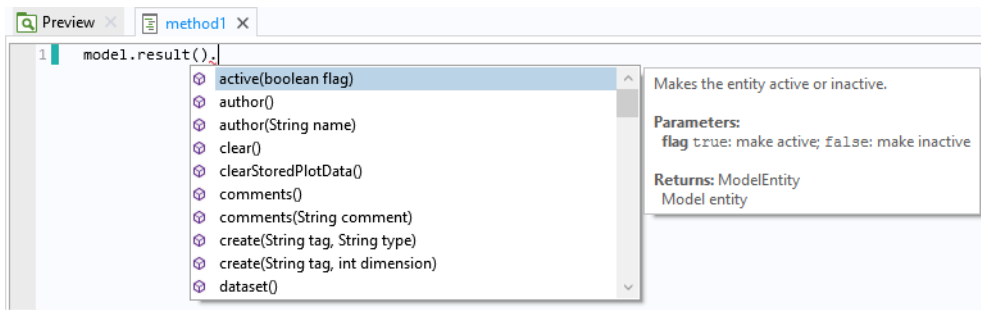 Preview
method1
1 model.result().
active(boolean flag)
author()
author(String name)
clear()
clearStoredPlotData()
comments()
comments(String comment)
create(String tag, String type)
create(String tag, int dimension)
dataset()
Makes the entity active or inactive.
Parameters:
flag true: make active; false: make inactive
Returns: ModelEntity
Model entity